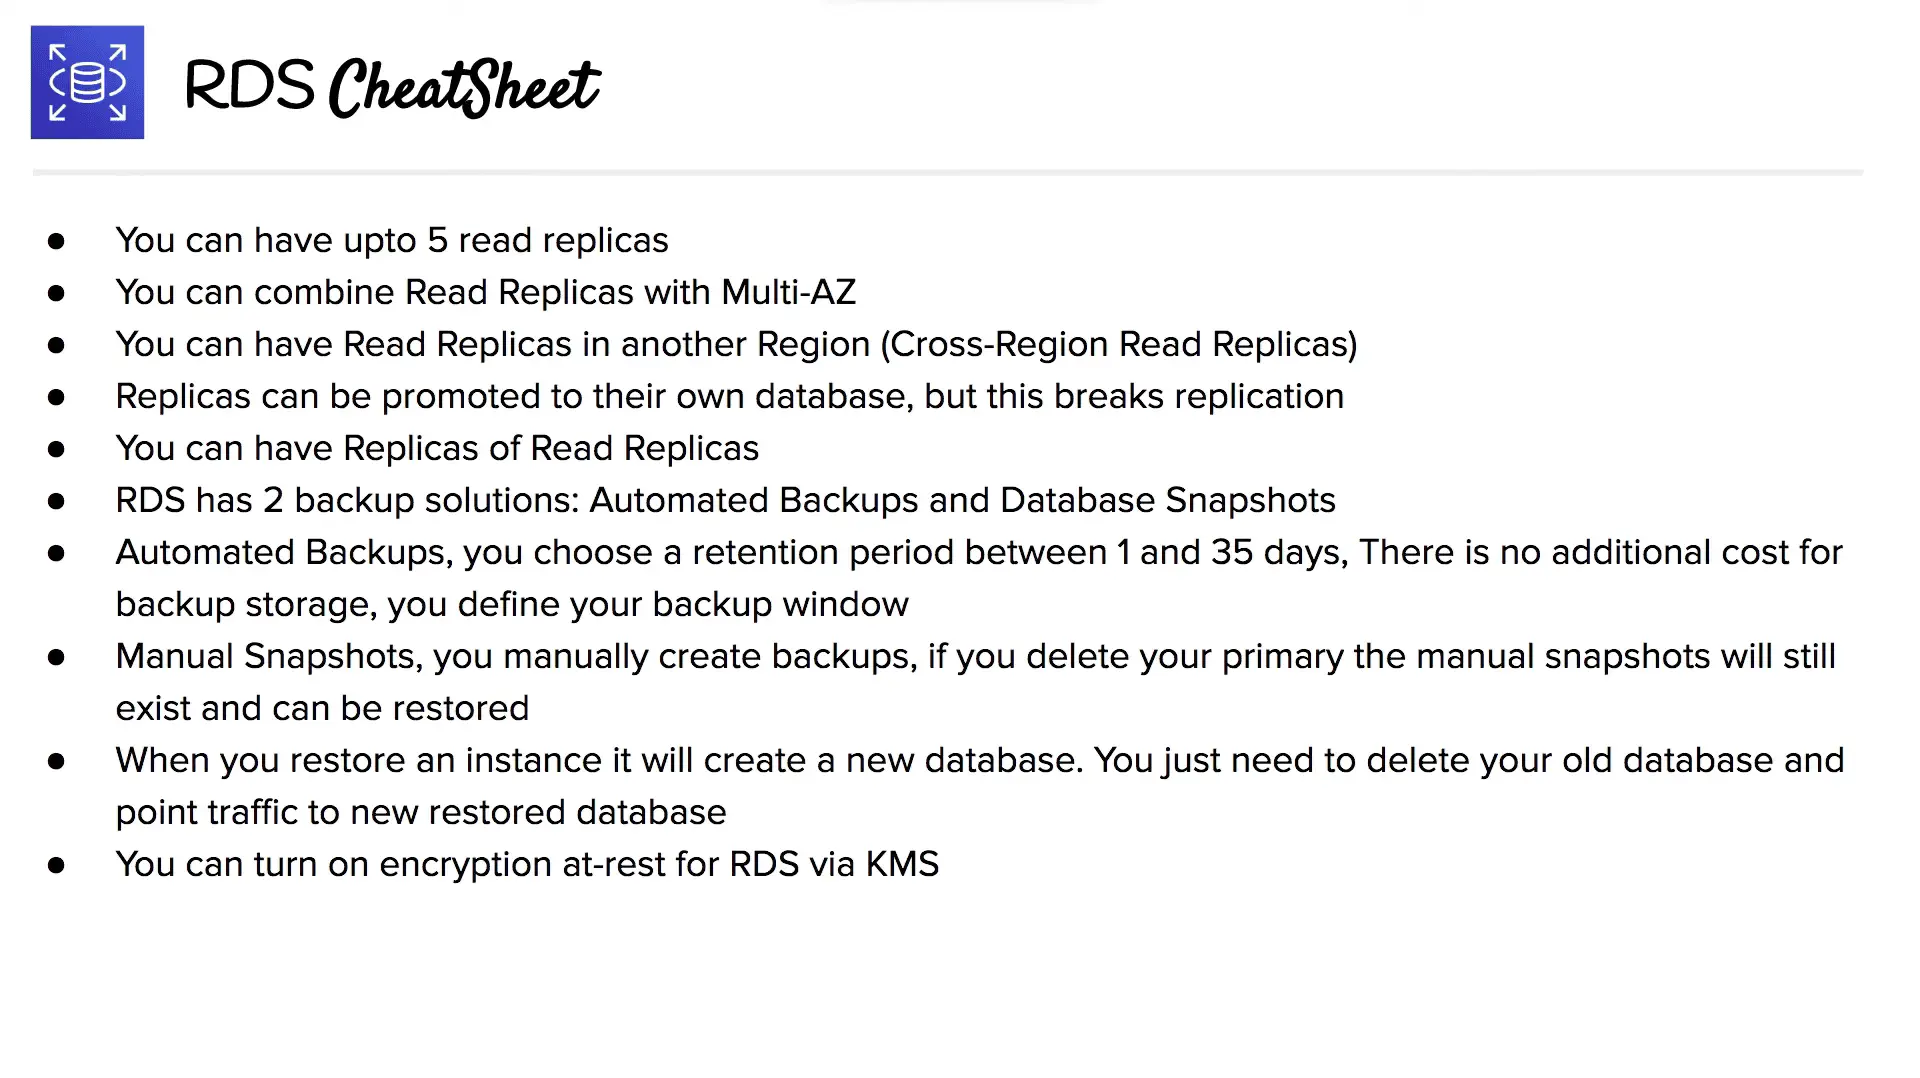 RDS CheatSheet
● You can have upto 5 read replicas
● You can combine Read Replicas with Multi-AZ
● You can have Read Replicas in another Region (Cross-Region Read Replicas)
● Replicas can be promoted to their own database, but this breaks replication
● You can have Replicas of Read Replicas
● RDS has 2 backup solutions: Automated Backups and Database Snapshots
● Automated Backups, you choose a retention period between 1 and 35 days, There is no additional cost for
backup storage, you define your backup window
● Manual Snapshots, you manually create backups, if you delete your primary the manual snapshots will still
exist and can be restored
● When you restore an instance it will create a new database. You just need to delete your old database and
point traffic to new restored database
● You can turn on encryption at-rest for RDS via KMS